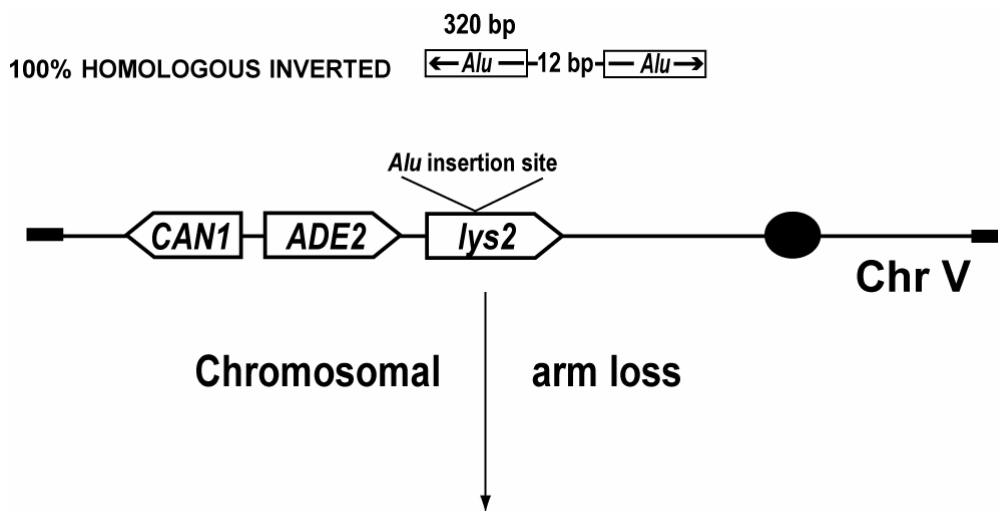 320 bp
100% HOMOLOGOUS INVERTED ←Alu — 12 bp — Alu→
Alu insertion site
CAN1 ADE2 lys2
Chr V
Chromosomal arm loss